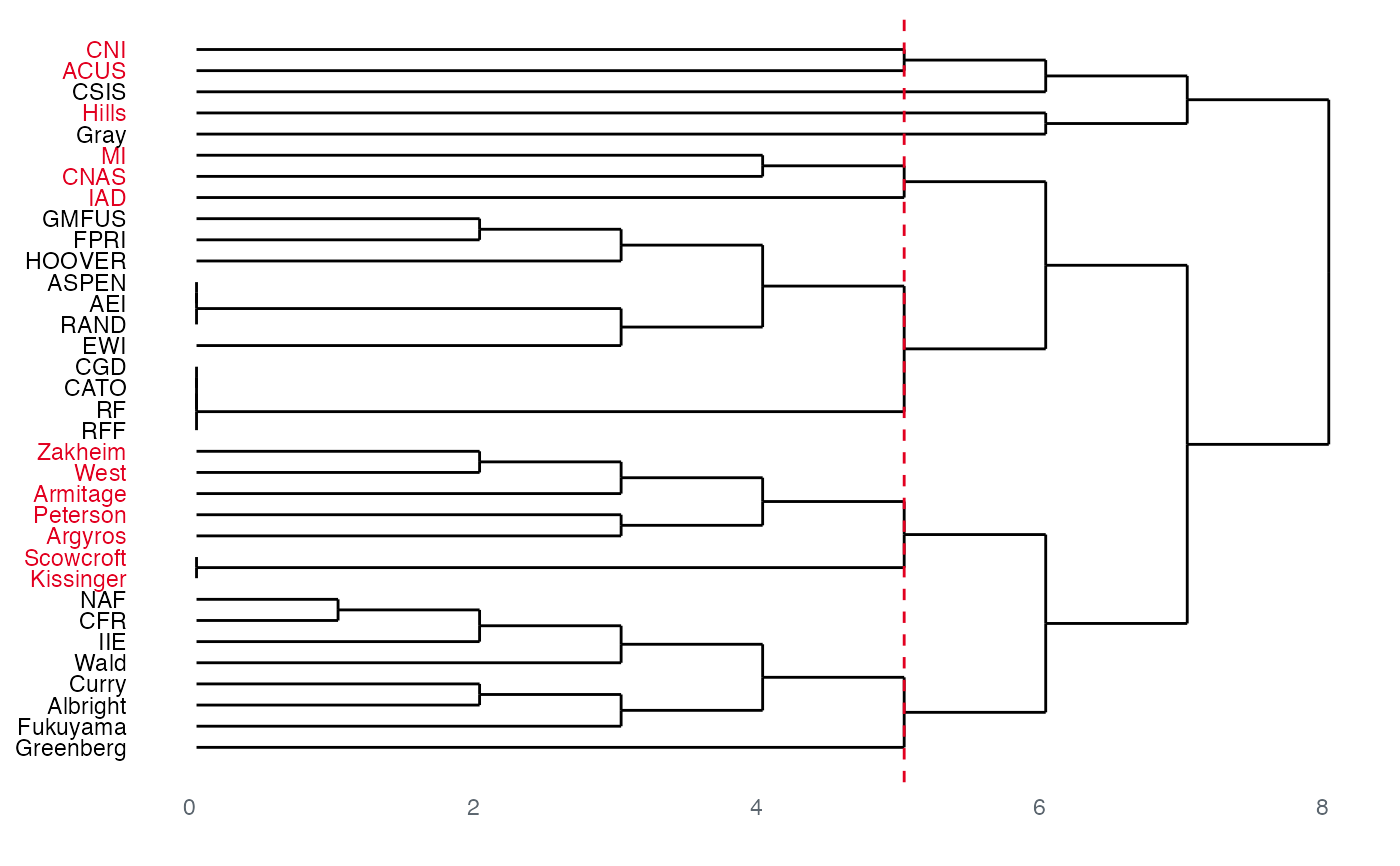 CNI
ACUS
CSIS
Hills
Gray
MI
CNAS
IAD
GMFUS
FPRI
HOOVER
ASPEN
AEI
RAND
EWI
CGD
CATO
RF
RFF
Zakheim
West
Armitage
Peterson
Argyros
Scowcroft
Kissinger
NAF
CFR
IIE
Wald
Curry
Albright
Fukuyama
Greenberg
0 2 4 6 8